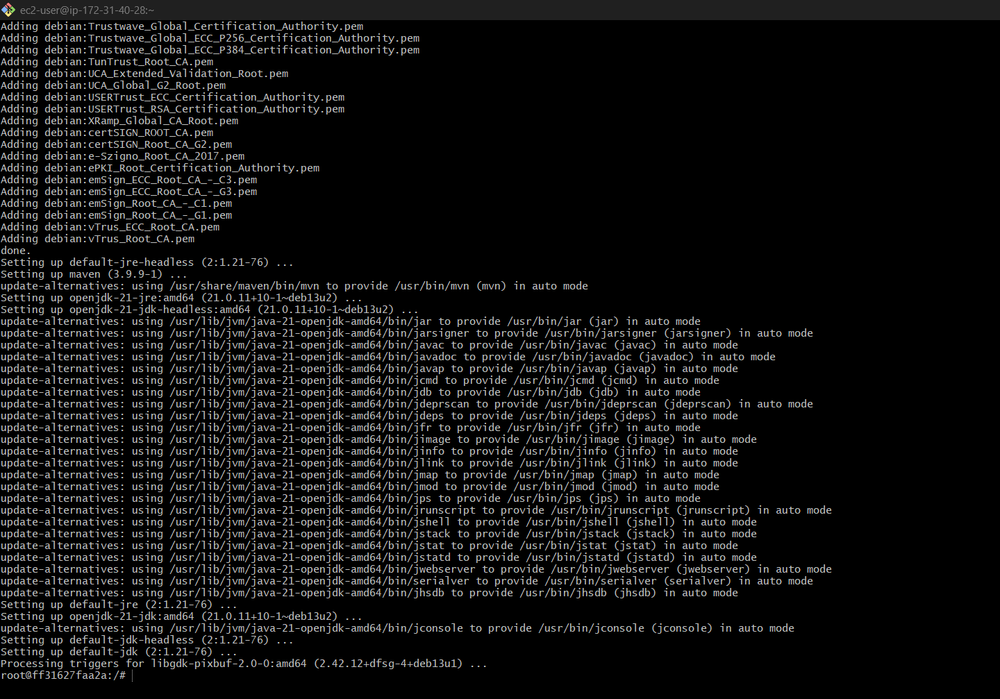 ec2-user@ip-172-31-40-28:~
Adding debian:Trustwave_Global_Certification_Authority.pem
Adding debian:Trustwave_Global_ECC_P256_Certification_Authority.pem
Adding debian:Trustwave_Global_ECC_P384_Certification_Authority.pem
Adding debian:TunTrust_Root_CA.pem
Adding debian:UCA_Extended_Validation_Root.pem
Adding debian:UCA_Global_G2_Root.pem
Adding debian:USERTrust_ECC_Certification_Authority.pem
Adding debian:USERTrust_RSA_Certification_Authority.pem
Adding debian:XRamp_Global_CA_Root.pem
Adding debian:certSIGN_ROOT_CA.pem
Adding debian:certSIGN_Root_CA_G2.pem
Adding debian:e-Szigno_Root_CA_2017.pem
Adding debian:ePKI_Root_Certification_Authority.pem
Adding debian:emSign_ECC_Root_CA_-_C3.pem
Adding debian:emSign_ECC_Root_CA_-_G3.pem
Adding debian:emSign_Root_CA_-_C1.pem
Adding debian:emSign_Root_CA_-_G1.pem
Adding debian:vTrus_ECC_Root_CA.pem
Adding debian:vTrus_Root_CA.pem
done.
Setting up default-jre-headless (2:1.21-76) ...
Setting up maven (3.9.9-1) ...
update-alternatives: using /usr/share/maven/bin/mvn to provide /usr/bin/mvn (mvn) in auto mode
Setting up openjdk-21-jre:amd64 (21.0.11+10-1~deb13u2) ...
Setting up openjdk-21-jdk-headless:amd64 (21.0.11+10-1~deb13u2) ...
update-alternatives: using /usr/lib/jvm/java-21-openjdk-amd64/bin/jar to provide /usr/bin/jar (jar) in auto mode
update-alternatives: using /usr/lib/jvm/java-21-openjdk-amd64/bin/jarsigner to provide /usr/bin/jarsigner (jarsigner) in auto mode
update-alternatives: using /usr/lib/jvm/java-21-openjdk-amd64/bin/javac to provide /usr/bin/javac (javac) in auto mode
update-alternatives: using /usr/lib/jvm/java-21-openjdk-amd64/bin/javadoc to provide /usr/bin/javadoc (javadoc) in auto mode
update-alternatives: using /usr/lib/jvm/java-21-openjdk-amd64/bin/javap to provide /usr/bin/javap (javap) in auto mode
update-alternatives: using /usr/lib/jvm/java-21-openjdk-amd64/bin/jcmd to provide /usr/bin/jcmd (jcmd) in auto mode
update-alternatives: using /usr/lib/jvm/java-21-openjdk-amd64/bin/jdb to provide /usr/bin/jdb (jdb) in auto mode
update-alternatives: using /usr/lib/jvm/java-21-openjdk-amd64/bin/jdeprscan to provide /usr/bin/jdeprscan (jdeprscan) in auto mode
update-alternatives: using /usr/lib/jvm/java-21-openjdk-amd64/bin/jdeps to provide /usr/bin/jdeps (jdeps) in auto mode
update-alternatives: using /usr/lib/jvm/java-21-openjdk-amd64/bin/jfr to provide /usr/bin/jfr (jfr) in auto mode
update-alternatives: using /usr/lib/jvm/java-21-openjdk-amd64/bin/jimage to provide /usr/bin/jimage (jimage) in auto mode
update-alternatives: using /usr/lib/jvm/java-21-openjdk-amd64/bin/jinfo to provide /usr/bin/jinfo (jinfo) in auto mode
update-alternatives: using /usr/lib/jvm/java-21-openjdk-amd64/bin/jlink to provide /usr/bin/jlink (jlink) in auto mode
update-alternatives: using /usr/lib/jvm/java-21-openjdk-amd64/bin/jmap to provide /usr/bin/jmap (jmap) in auto mode
update-alternatives: using /usr/lib/jvm/java-21-openjdk-amd64/bin/jmod to provide /usr/bin/jmod (jmod) in auto mode
update-alternatives: using /usr/lib/jvm/java-21-openjdk-amd64/bin/jps to provide /usr/bin/jps (jps) in auto mode
update-alternatives: using /usr/lib/jvm/java-21-openjdk-amd64/bin/jrunscript to provide /usr/bin/jrunscript (jrunscript) in auto mode
update-alternatives: using /usr/lib/jvm/java-21-openjdk-amd64/bin/jshell to provide /usr/bin/jshell (jshell) in auto mode
update-alternatives: using /usr/lib/jvm/java-21-openjdk-amd64/bin/jstack to provide /usr/bin/jstack (jstack) in auto mode
update-alternatives: using /usr/lib/jvm/java-21-openjdk-amd64/bin/jstat to provide /usr/bin/jstat (jstat) in auto mode
update-alternatives: using /usr/lib/jvm/java-21-openjdk-amd64/bin/jstatd to provide /usr/bin/jstatd (jstatd) in auto mode
update-alternatives: using /usr/lib/jvm/java-21-openjdk-amd64/bin/jwebserver to provide /usr/bin/jwebserver (jwebserver) in auto mode
update-alternatives: using /usr/lib/jvm/java-21-openjdk-amd64/bin/serialver to provide /usr/bin/serialver (serialver) in auto mode
update-alternatives: using /usr/lib/jvm/java-21-openjdk-amd64/bin/jhsdb to provide /usr/bin/jhsdb (jhsdb) in auto mode
Setting up default-jre (2:1.21-76) ...
Setting up openjdk-21-jdk:amd64 (21.0.11+10-1~deb13u2) ...
update-alternatives: using /usr/lib/jvm/java-21-openjdk-amd64/bin/jconsole to provide /usr/bin/jconsole (jconsole) in auto mode
Setting up default-jdk-headless (2:1.21-76) ...
Setting up default-jdk (2:1.21-76) ...
Processing triggers for libgdk-pixbuf-2.0-0:amd64 (2.42.12+dfsg-4+deb13u1) ...
root@ff31627faa2a:/#